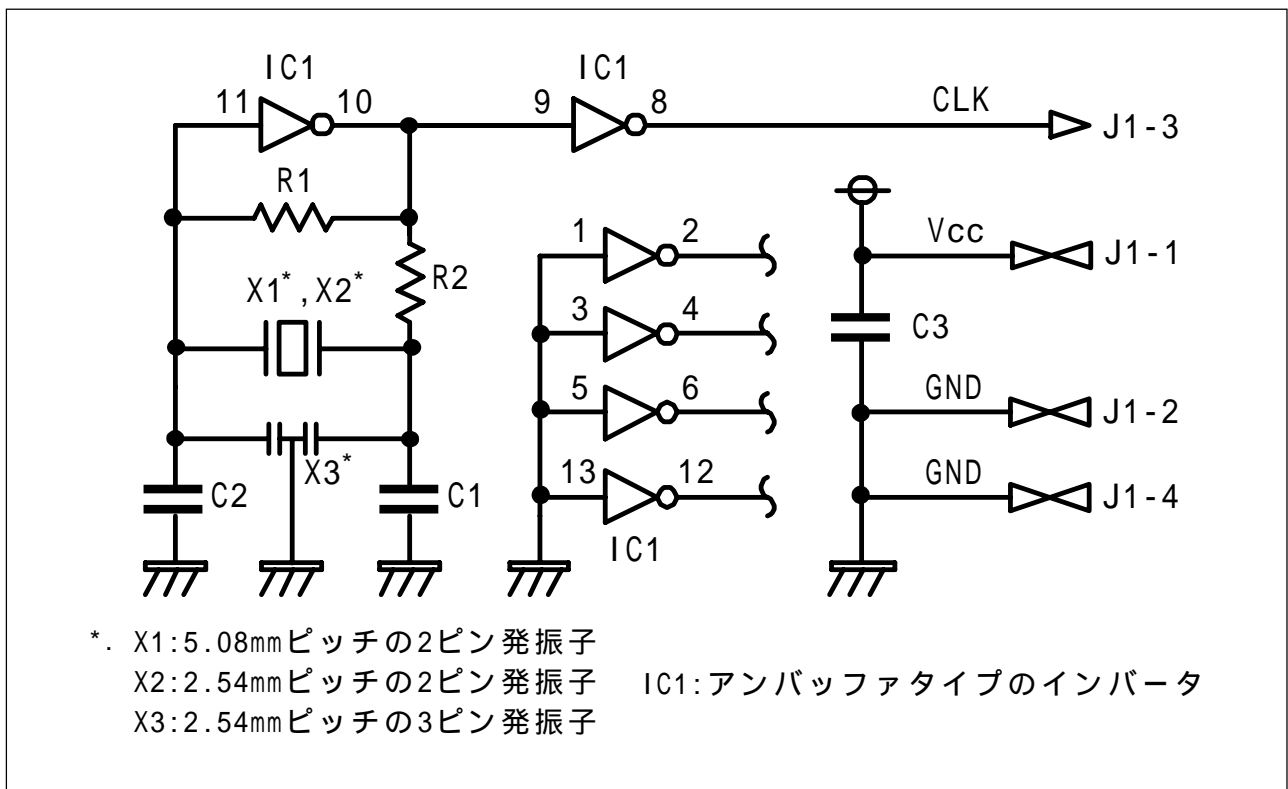 IC1 IC1
11 10 9 8 CLK J1-3
R1
1 2 Vcc J1-1
X1*,X2* R2
3 4 C3
5 6 GND J1-2
X3*
C2 C1 13 12 GND J1-4
IC1
*. X1:5.08mmピッチの2ピン発振子
X2:2.54mmピッチの2ピン発振子 IC1:アンバッファタイプのインバータ
X3:2.54mmピッチの3ピン発振子